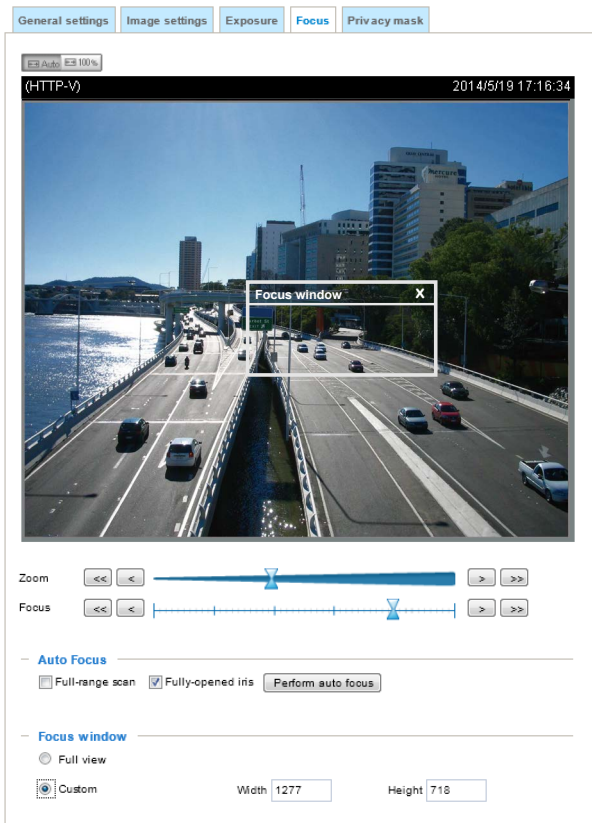 General settings Image settings Exposure Focus Privacy mask
Auto 100%
(HTTP-V) 2014/5/19 17:16:34
Mercure
Focus window X
Zoom << < > >>
Focus << < > >>
Auto Focus
Full-range scan Fully-opened iris Perform auto focus
Focus window
Full view
Custom Width 1277 Height 718